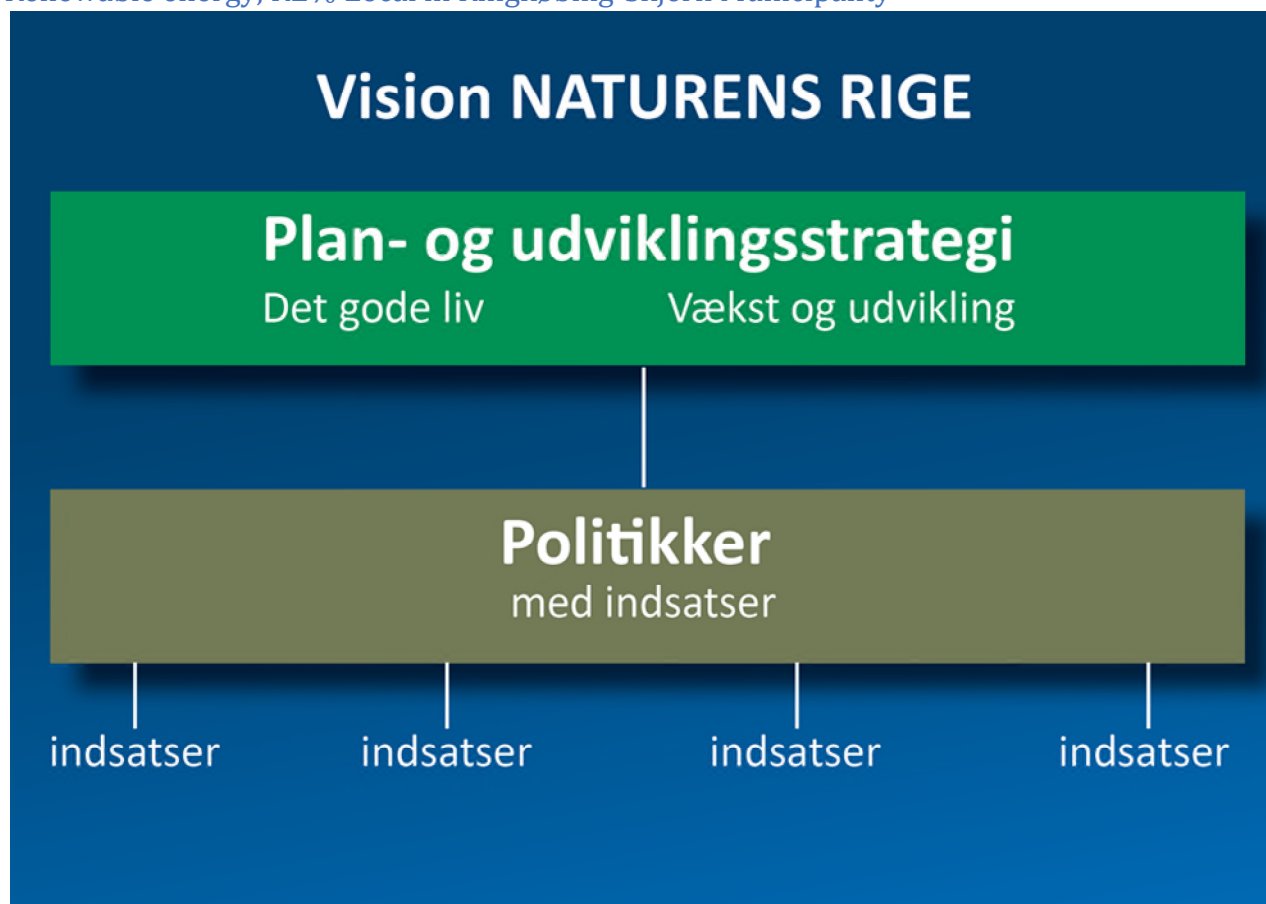 Vision NATURENS RIGE
Plan- og udviklingsstrategi
Det gode liv Vækst og udvikling
Politikker
med indsatser
indsatser indsatser indsatser indsatser